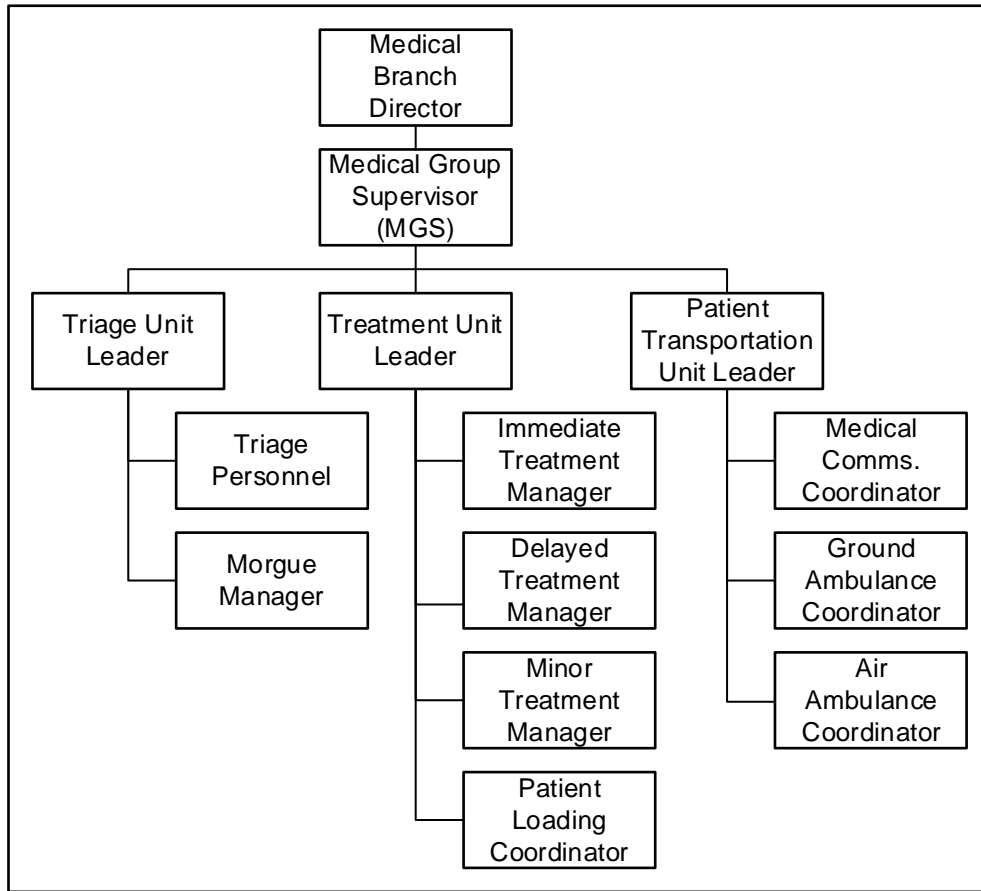 Medical
Branch
Director
Medical Group
Supervisor
(MGS)
Triage Unit
Leader
Treatment Unit
Leader
Patient
Transportation
Unit Leader
Triage
Personnel
Morgue
Manager
Immediate
Treatment
Manager
Delayed
Treatment
Manager
Minor
Treatment
Manager
Patient
Loading
Coordinator
Medical
Comms.
Coordinator
Ground
Ambulance
Coordinator
Air
Ambulance
Coordinator